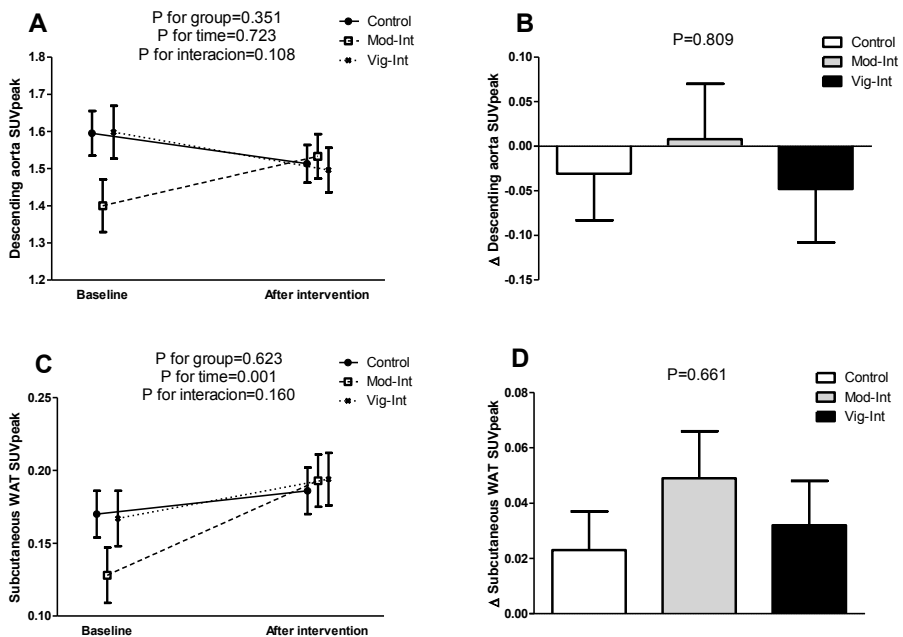 A
P for group=0.351
P for time=0.723
P for interacion=0.108
Control
Mod-Int
Vig-Int
Descending aorta SUVpeak
1.8
1.7
1.6
1.5
1.4
1.3
1.2
Baseline
After intervention
B
P=0.809
Control
Mod-Int
Vig-Int
Δ Descending aorta SUVpeak
0.10
0.05
0.00
-0.05
-0.10
-0.15
C
P for group=0.623
P for time=0.001
P for interacion=0.160
Control
Mod-Int
Vig-Int
Subcutaneous WAT SUVpeak
0.25
0.20
0.15
0.10
Baseline
After intervention
D
P=0.661
Control
Mod-Int
Vig-Int
Δ Subcutaneous WAT SUVpeak
0.08
0.06
0.04
0.02
0.00